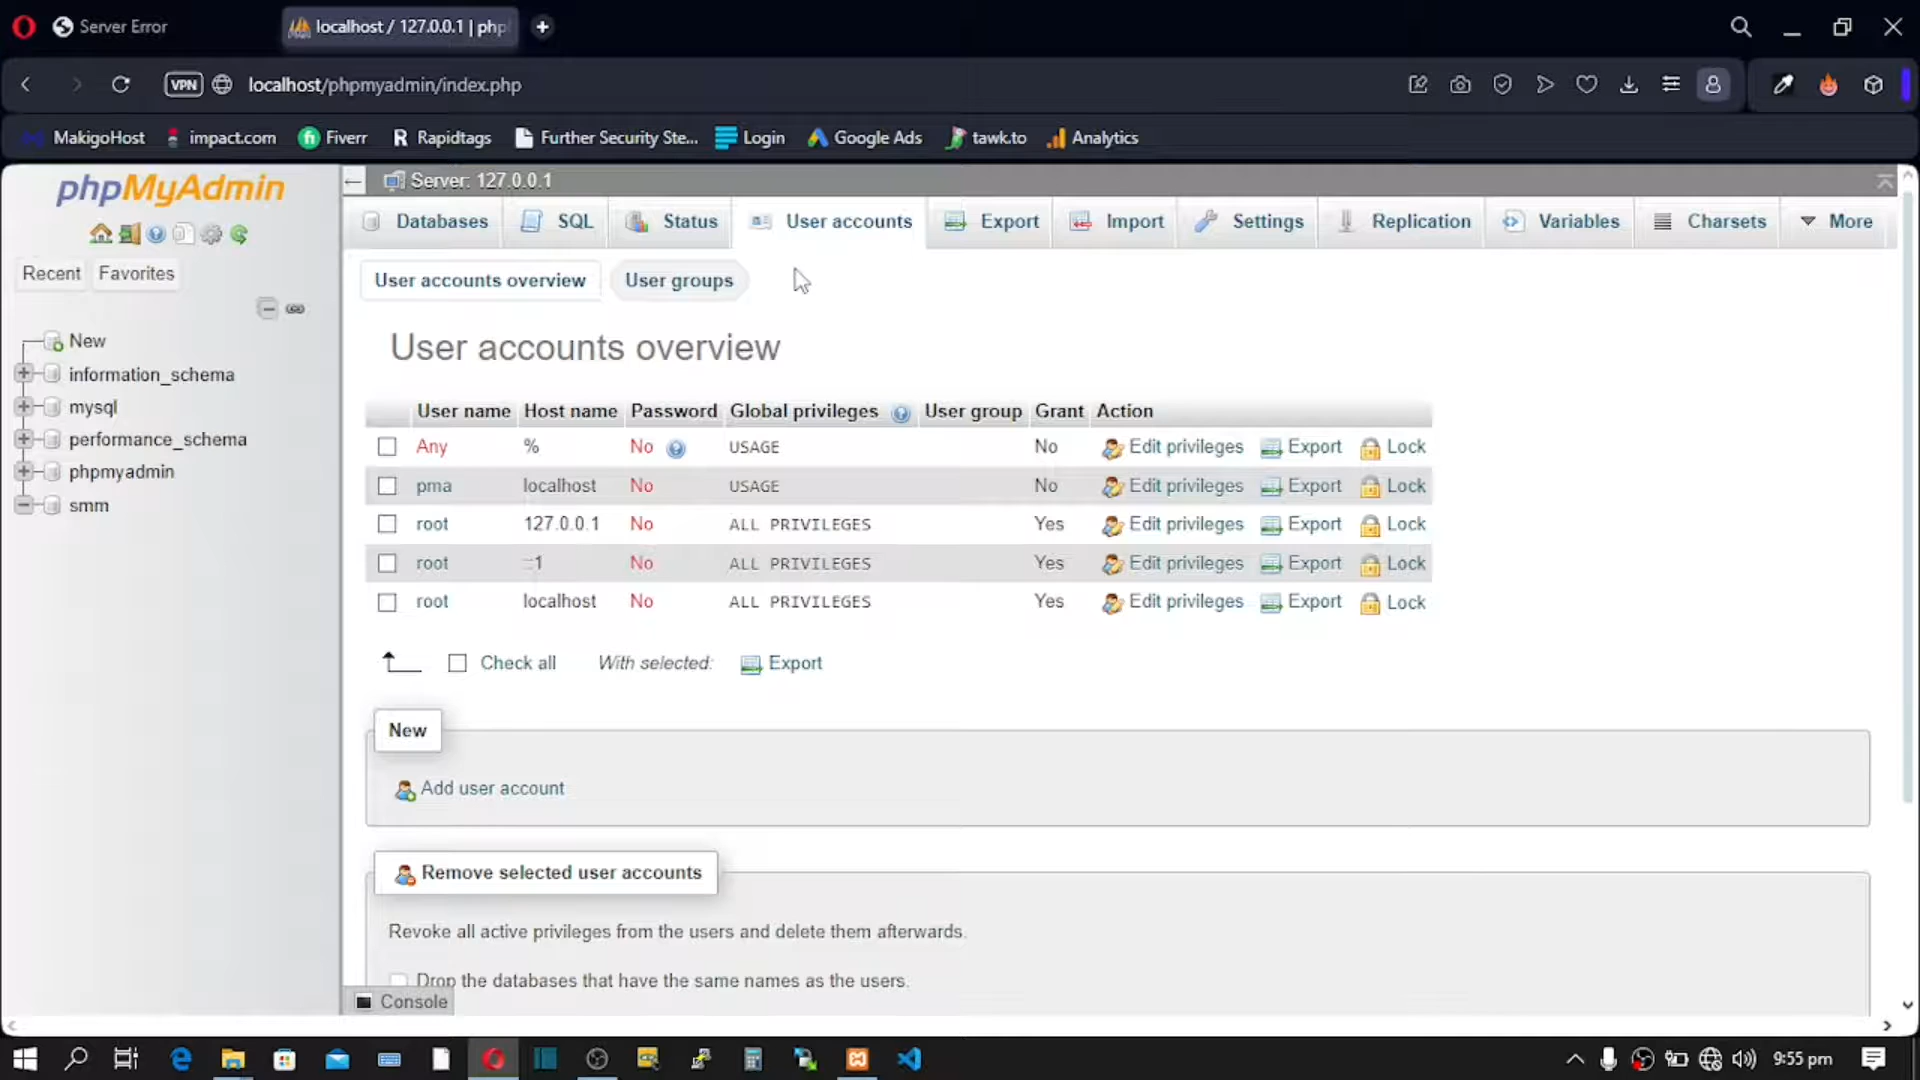 Server Error
localhost / 127.0.0.1 | php
VPN localhost/phpmyadmin/index.php
MakigoHost impact.com Fiverr Rapidtags Further Security Ste... Login Google Ads tawk.to Analytics
phpMyAdmin
Recent Favorites
New
information_schema
mysql
performance_schema
phpmyadmin
smm
Server: 127.0.0.1
Databases SQL Status User accounts Export Import Settings Replication Variables Charsets More
User accounts overview User groups
User accounts overview
User name Host name Password Global privileges User group Grant Action
Any % No USAGE No Edit privileges Export Lock
pma localhost No USAGE No Edit privileges Export Lock
root 127.0.0.1 No ALL PRIVILEGES Yes Edit privileges Export Lock
root ::1 No ALL PRIVILEGES Yes Edit privileges Export Lock
root localhost No ALL PRIVILEGES Yes Edit privileges Export Lock
Check all With selected: Export
New
Add user account
Remove selected user accounts
Revoke all active privileges from the users and delete them afterwards.
Drop the databases that have the same names as the users.
Console
9:55 pm